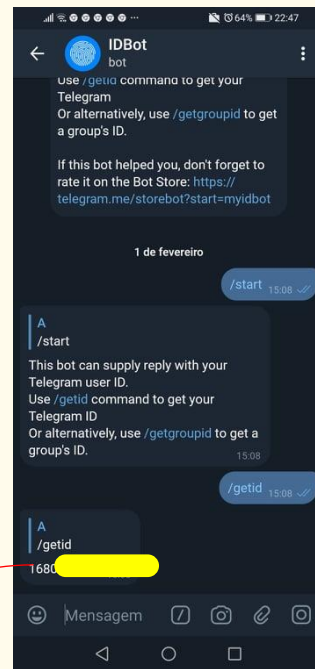 64% 22:47
IDBot
bot
Use /getid command to get your
Telegram
Or alternatively, use /getgroupid to get
a group's ID.
If this bot helped you, don't forget to
rate it on the Bot Store: https://
telegram.me/storebot?start=myidbot
1 de fevereiro
/start 15:08
A
/start
This bot can supply reply with your
Telegram user ID.
Use /getid command to get your
Telegram ID
Or alternatively, use /getgroupid to get a
group's ID.
15:08
/getid 15:08
A
/getid
1680
Mensagem